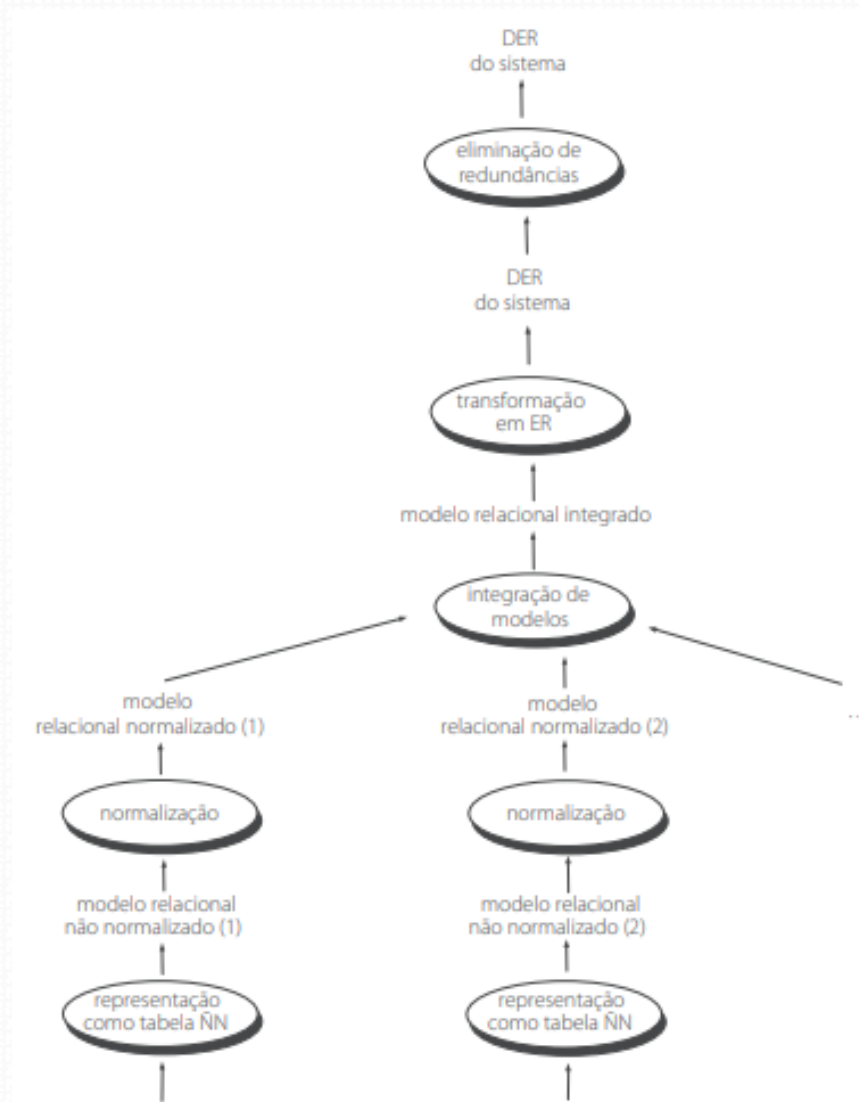 DER
do sistema
eliminação de
redundâncias
DER
do sistema
transformação
em ER
modelo relacional integrado
integração de
modelos
modelo
relacional normalizado (1)
modelo
relacional normalizado (2)
..
normalização
normalização
modelo relacional
não normalizado (1)
modelo relacional
não normalizado (2)
representação
como tabela ÑN
representação
como tabela ÑN